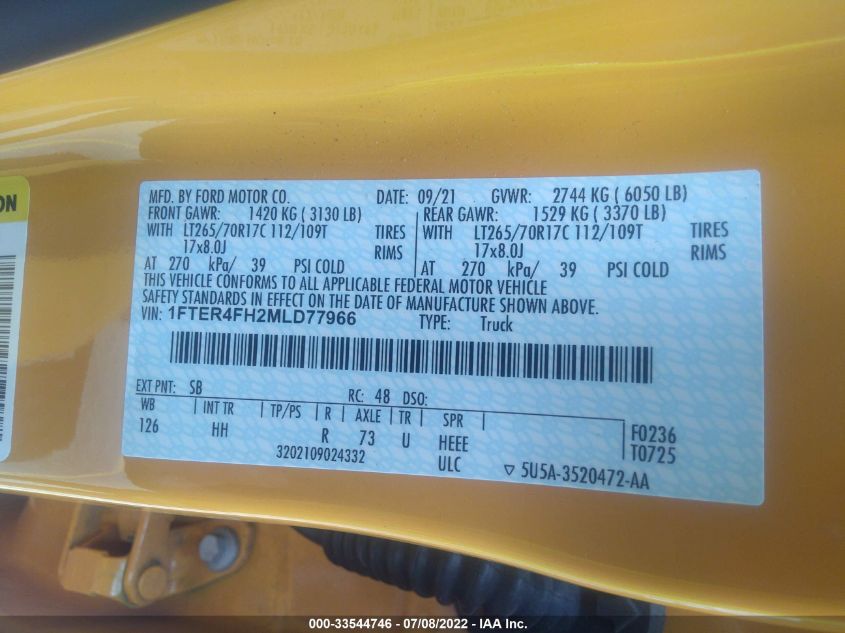 ON
MFD. BY FORD MOTOR CO. DATE: 09/21 GVWR: 2744 KG ( 6050 LB)
FRONT GAWR: 1420 KG ( 3130 LB) REAR GAWR: 1529 KG ( 3370 LB)
WITH LT265/70R17C 112/109T TIRES WITH LT265/70R17C 112/109T TIRES
17x8.0J RIMS 17x8.0J RIMS
AT 270 kPa/ 39 PSI COLD AT 270 kPa/ 39 PSI COLD
THIS VEHICLE CONFORMS TO ALL APPLICABLE FEDERAL MOTOR VEHICLE
SAFETY STANDARDS IN EFFECT ON THE DATE OF MANUFACTURE SHOWN ABOVE.
VIN: 1FTER4FH2MLD77966 TYPE: Truck
EXT PNT: SB RC: 48 DSO:
WB INT TR TP/PS R AXLE TR SPR
126 HH R 73 U HEEE F0236
3202109024332 ULC T0725
▽ 5U5A-3520472-AA
000-33544746 - 07/08/2022 - IAA Inc.